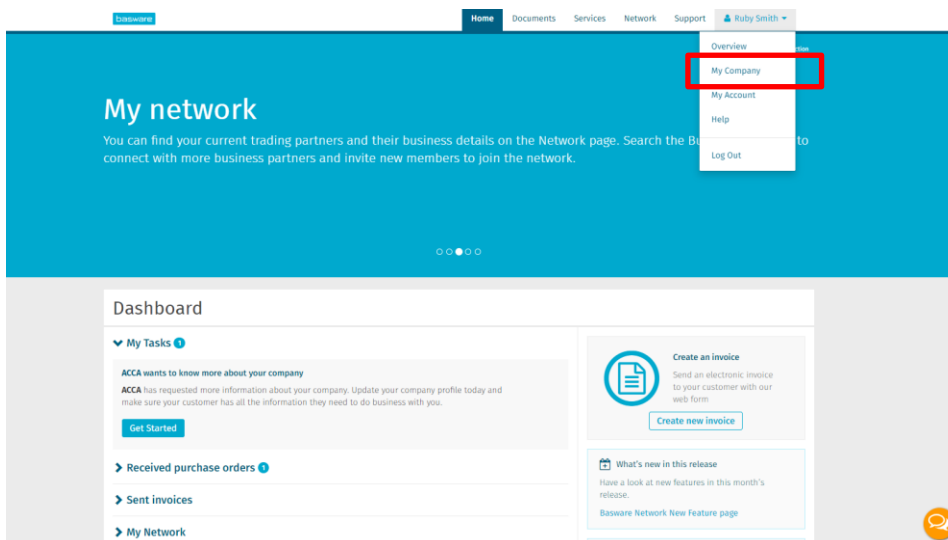 basware
Home Documents Services Network Support Ruby Smith
Overview
My Company
My Account
Help
Log Out
My network
You can find your current trading partners and their business details on the Network page. Search the to
connect with more business partners and invite new members to join the network.
Dashboard
My Tasks 1
ACCA wants to know more about your company
ACCA has requested more information about your company. Update your company profile today and
make sure your customer has all the information they need to do business with you.
Get Started
Received purchase orders 1
Sent invoices
My Network
Create an invoice
Send an electronic invoice
to your customer with our
web form
Create new invoice
What's new in this release
Have a look at new features in this month's
release.
Basware Network New Feature page